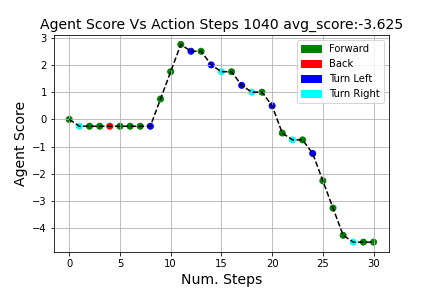 Agent Score Vs Action Steps 1040 avg_score:-3.625
3
2
1
0
−1
−2
−3
−4
Agent Score
Forward
Back
Turn Left
Turn Right
0 5 10 15 20 25 30
Num. Steps